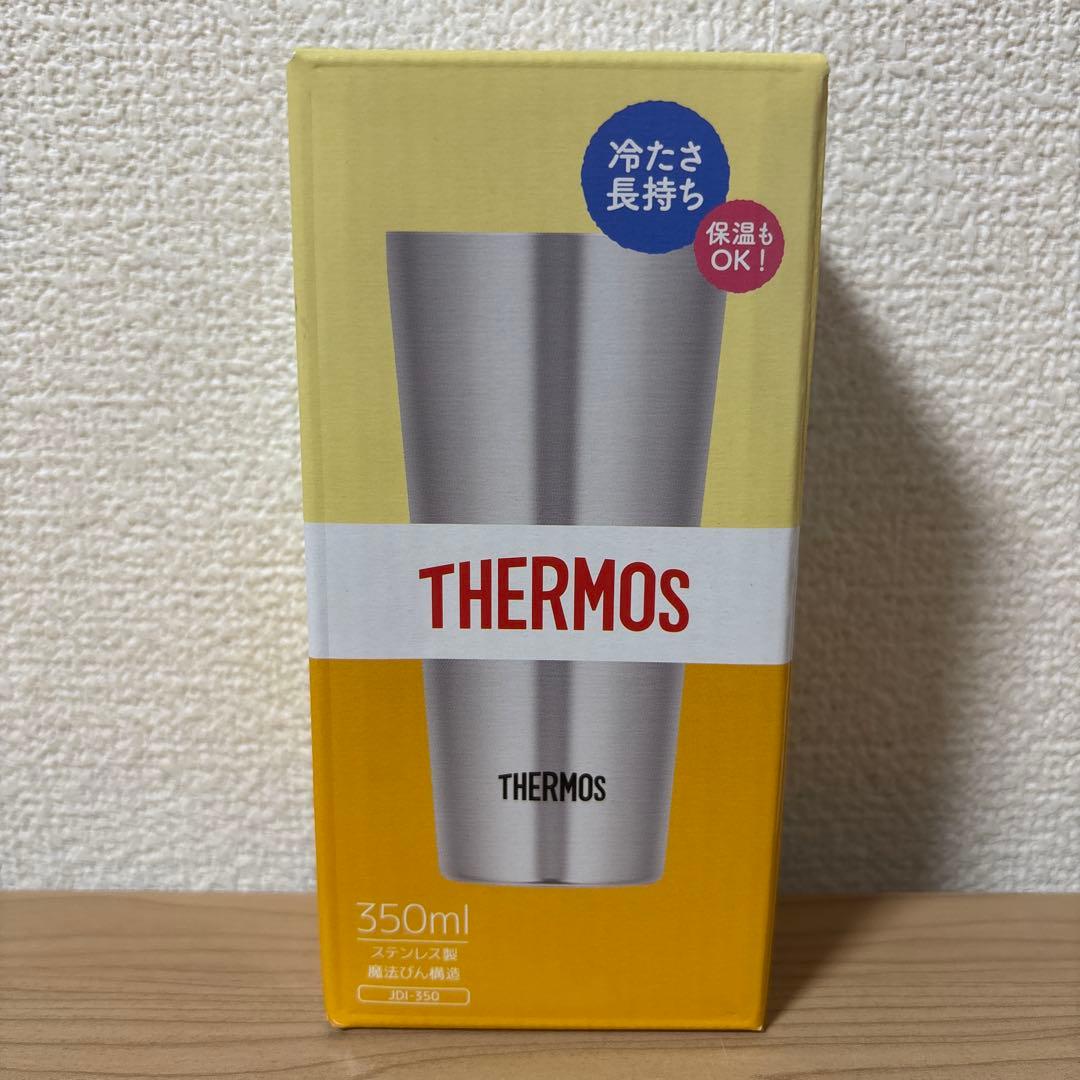 冷たさ
長持ち
保温も
OK!
THERMOS
THERMOS
350ml
ステンレス製
魔法びん構造
JDI-350